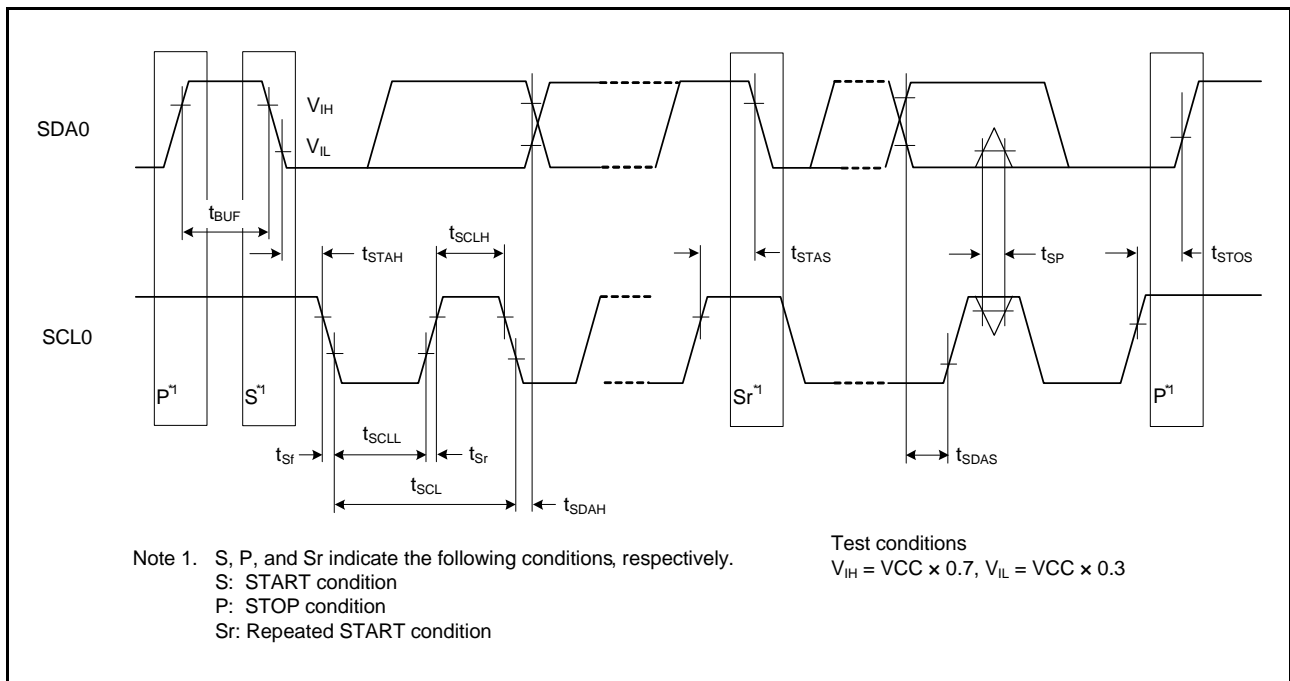 SDA0
V_IH
V_IL
t_BUF
t_STAH
t_SCLH
t_STAS
t_SP
t_STOS
SCL0
P*1
S*1
Sr*1
P*1
t_Sf
t_SCLL
t_Sr
t_SCL
t_SDAH
t_SDAS
Note 1. S, P, and Sr indicate the following conditions, respectively.
S: START condition
P: STOP condition
Sr: Repeated START condition
Test conditions
V_IH = VCC × 0.7, V_IL = VCC × 0.3